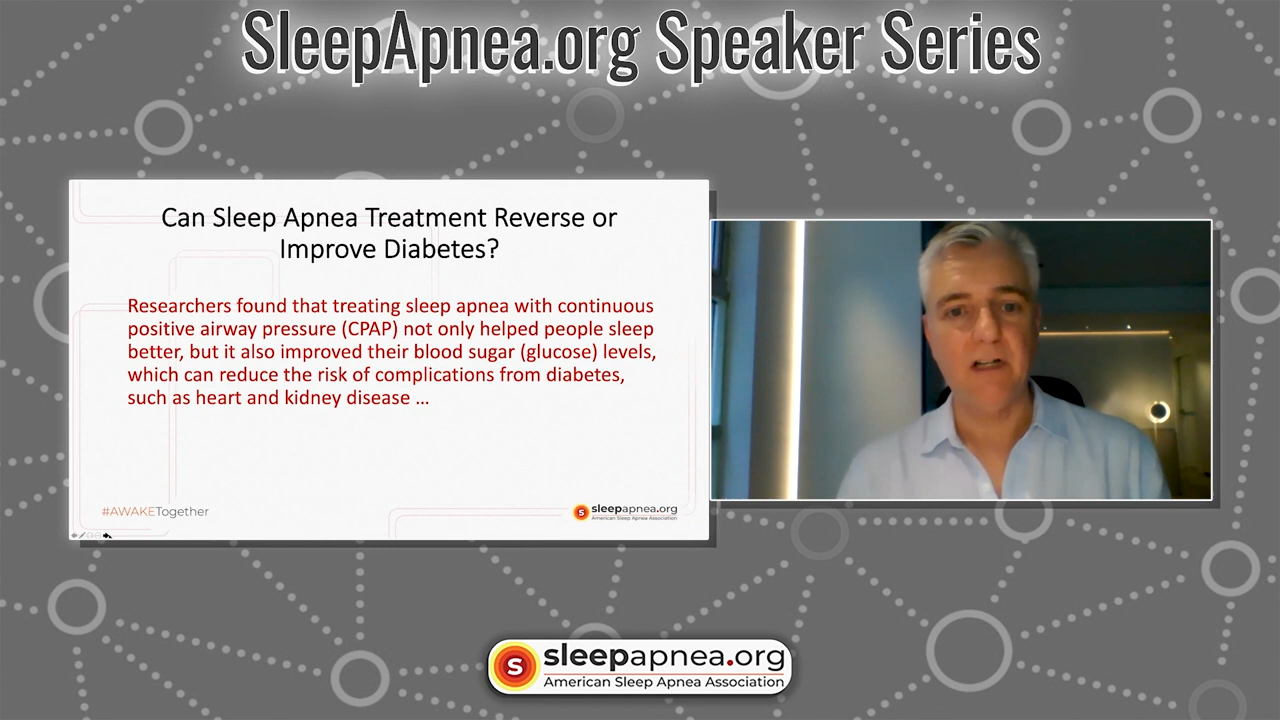 SleepApnea.org Speaker Series
Can Sleep Apnea Treatment Reverse or
Improve Diabetes?
Researchers found that treating sleep apnea with continuous
positive airway pressure (CPAP) not only helped people sleep
better, but it also improved their blood sugar (glucose) levels,
which can reduce the risk of complications from diabetes,
such as heart and kidney disease ...
#AWAKETogether
S sleepapnea.org
American Sleep Apnea Association
S sleepapnea.org
American Sleep Apnea Association